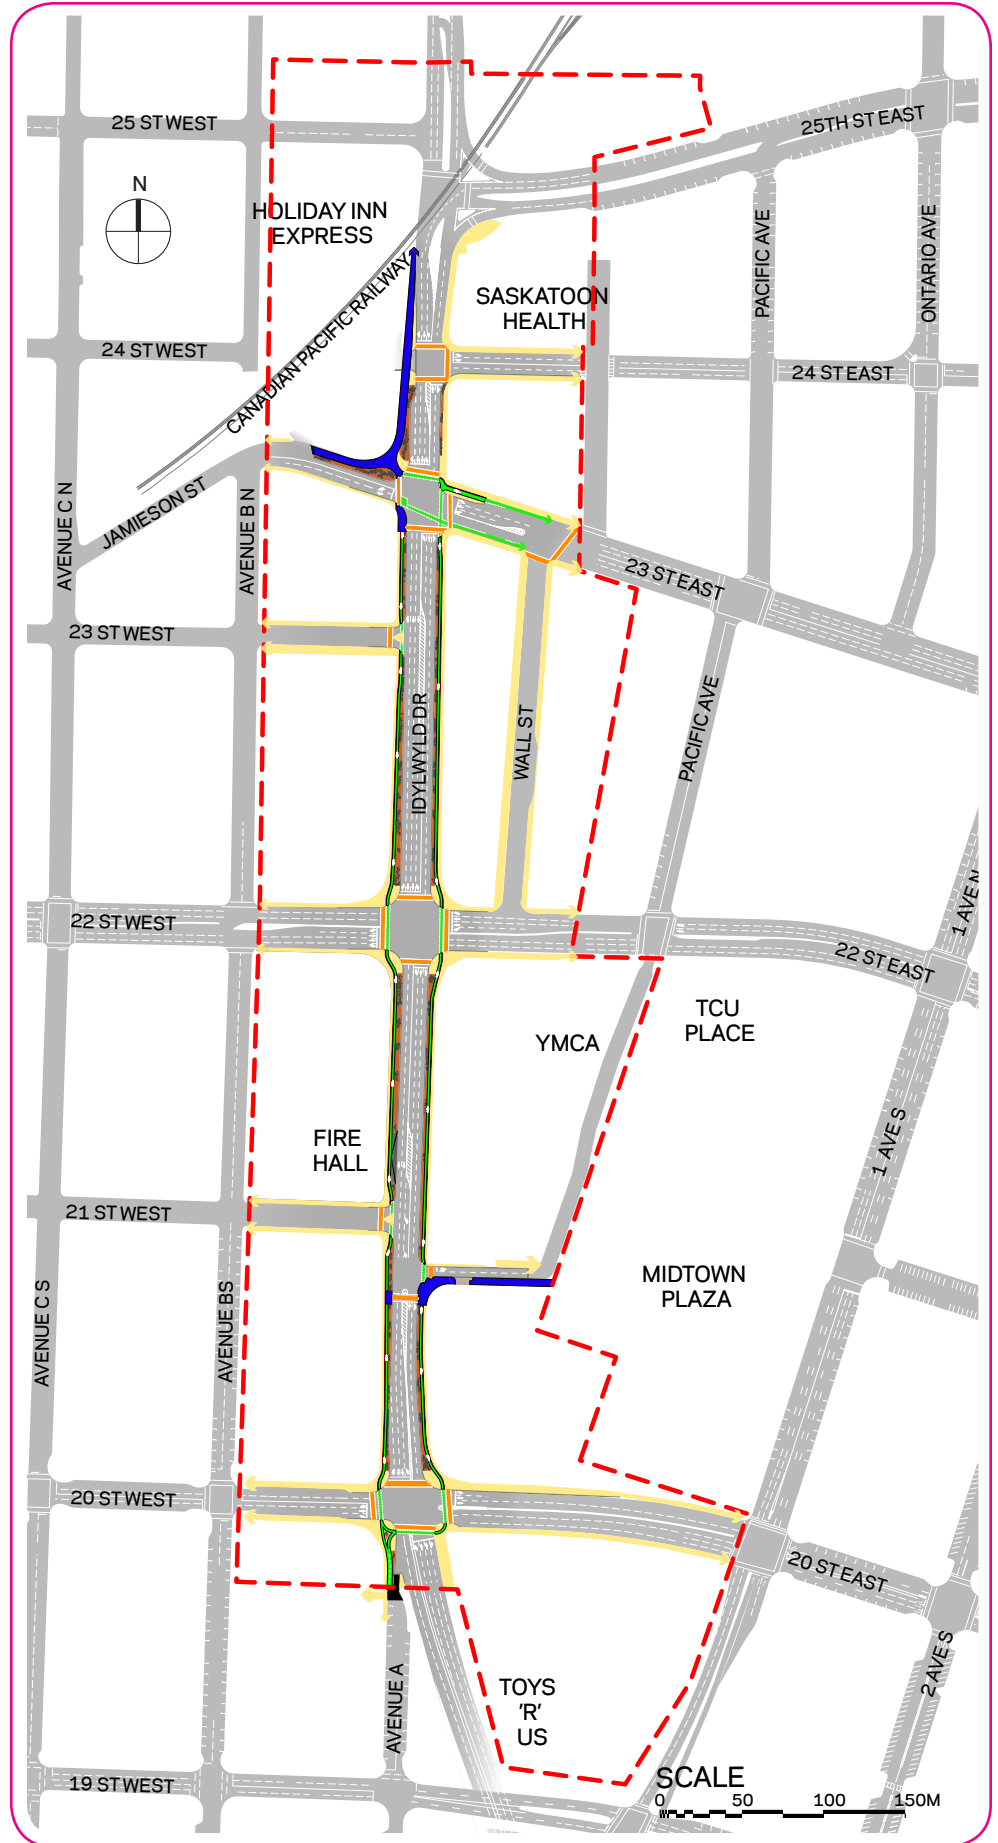 25 ST WEST
25TH ST EAST
N
HOLIDAY INN
EXPRESS
PACIFIC AVE
ONTARIO AVE
SASKATOON
HEALTH
CANADIAN PACIFIC RAILWAY
24 ST WEST
24 ST EAST
AVENUE C N
JAMIESON ST
AVENUE B N
23 ST EAST
23 ST WEST
IDYLWYLD DR
WALL ST
PACIFIC AVE
1 AVE N
22 ST WEST
22 ST EAST
TCU
PLACE
YMCA
FIRE
HALL
1 AVE S
21 ST WEST
MIDTOWN
PLAZA
AVENUE C S
AVENUE BS
20 ST WEST
20 ST EAST
2 AVE S
AVENUE A
TOYS
'R'
US
19 ST WEST
SCALE
0 50 100 150M